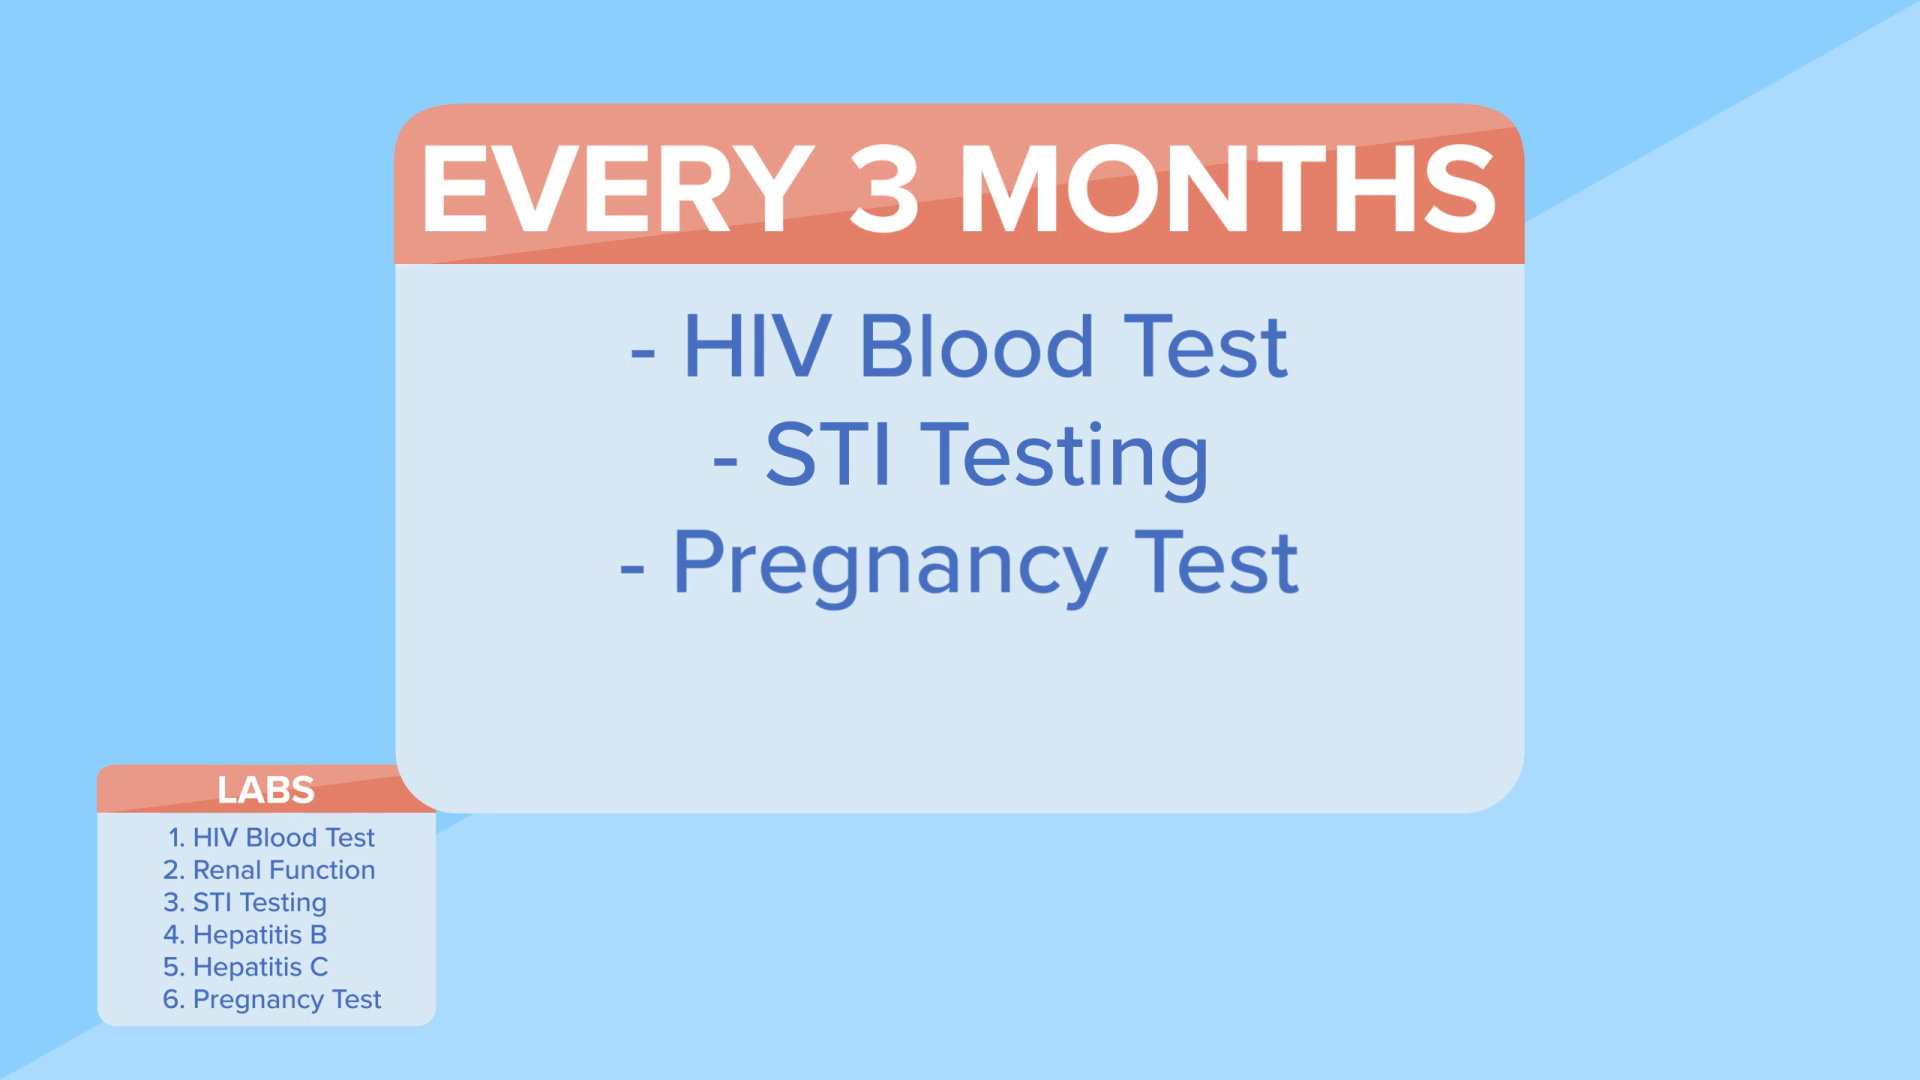 EVERY 3 MONTHS
- HIV Blood Test
- STI Testing
- Pregnancy Test
LABS
1. HIV Blood Test
2. Renal Function
3. STI Testing
4. Hepatitis B
5. Hepatitis C
6. Pregnancy Test